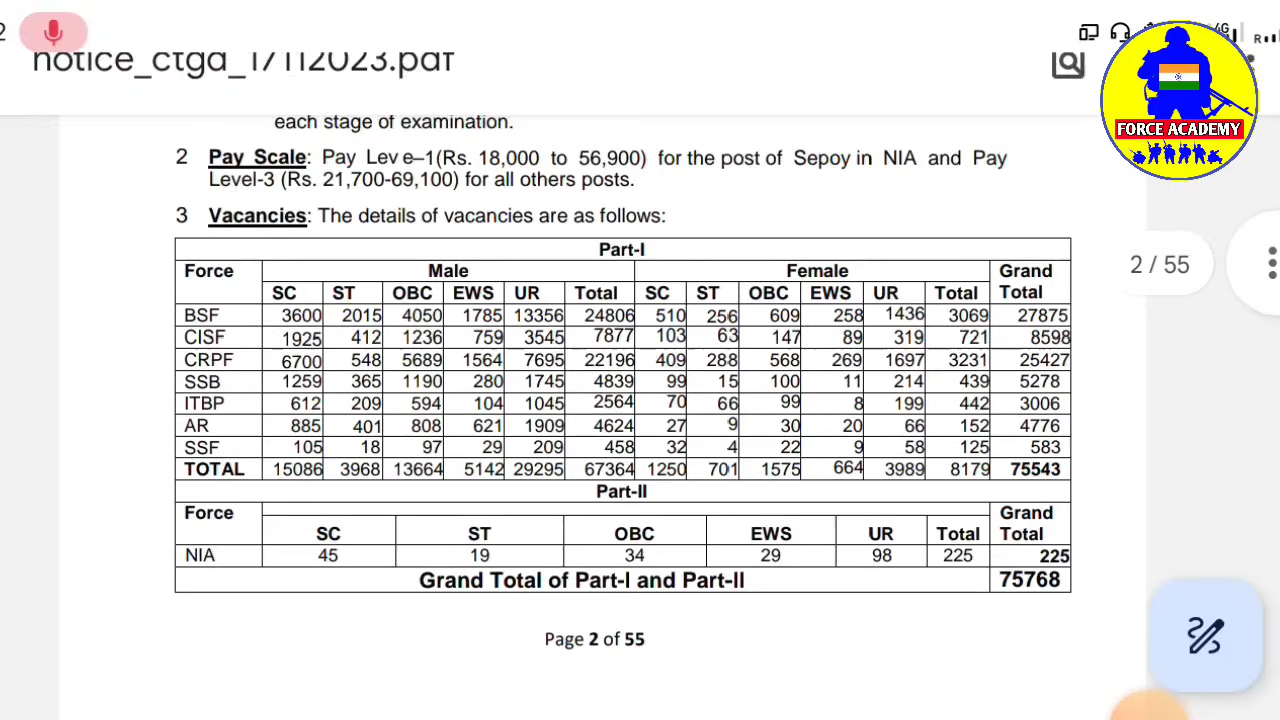 2
4G
R
notice_ctgd_17112023.pdf
FORCE ACADEMY
each stage of examination.
2 Pay Scale: Pay Lev e–1(Rs. 18,000 to 56,900) for the post of Sepoy in NIA and Pay
Level-3 (Rs. 21,700-69,100) for all others posts.
3 Vacancies: The details of vacancies are as follows:
2 / 55
Part-I
Force Male Female Grand
SC ST OBC EWS UR Total SC ST OBC EWS UR Total Total
BSF 3600 2015 4050 1785 13356 24806 510 256 609 258 1436 3069 27875
CISF 1925 412 1236 759 3545 7877 103 63 147 89 319 721 8598
CRPF 6700 548 5689 1564 7695 22196 409 288 568 269 1697 3231 25427
SSB 1259 365 1190 280 1745 4839 99 15 100 11 214 439 5278
ITBP 612 209 594 104 1045 2564 70 66 99 8 199 442 3006
AR 885 401 808 621 1909 4624 27 9 30 20 66 152 4776
SSF 105 18 97 29 209 458 32 4 22 9 58 125 583
TOTAL 15086 3968 13664 5142 29295 67364 1250 701 1575 664 3989 8179 75543
Part-II
Force Grand
SC ST OBC EWS UR Total Total
NIA 45 19 34 29 98 225 225
Grand Total of Part-I and Part-II 75768
Page 2 of 55